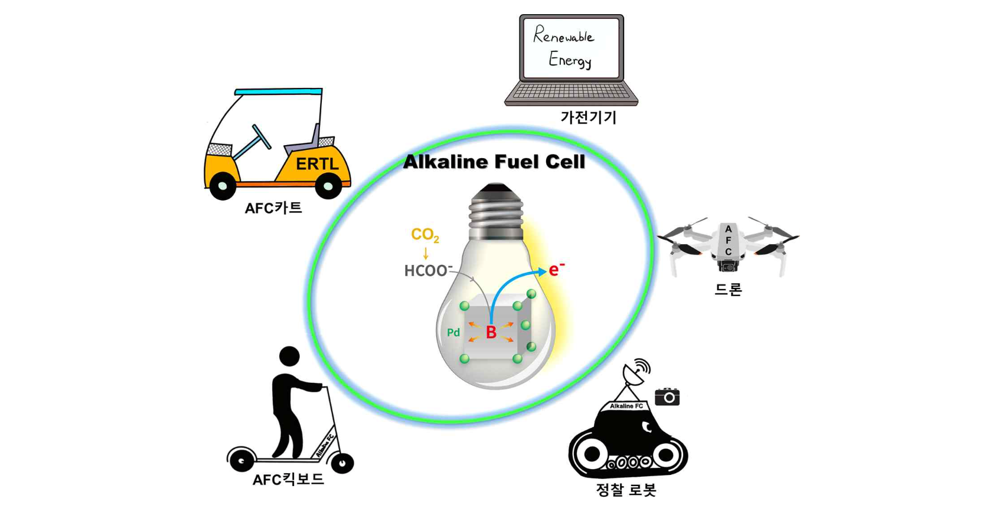 Renewable
Energy
가전기기
ERTL
AFC카트
Alkaline Fuel Cell
CO₂
HCOO⁻
e⁻
Pd
B
A
F
C
드론
Alkaline FC
AFC킥보드
Alkaline FC
정찰 로봇